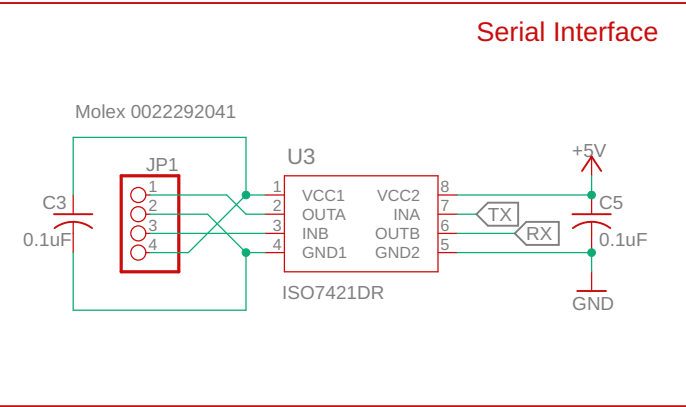 Serial Interface
Molex 0022292041
JP1
1
2
3
4
C3
0.1uF
U3
1 VCC1 VCC2 8
2 OUTA INA 7
3 INB OUTB 6
4 GND1 GND2 5
ISO7421DR
TX
RX
+5V
C5
0.1uF
GND